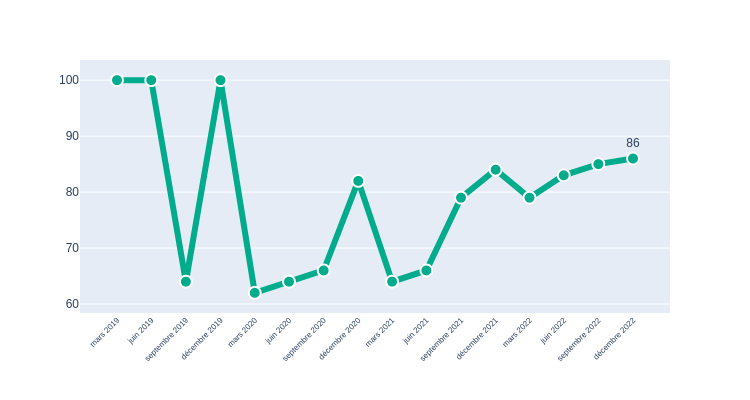 100
90
80
70
60
86
mars 2019
juin 2019
septembre 2019
décembre 2019
mars 2020
juin 2020
septembre 2020
décembre 2020
mars 2021
juin 2021
septembre 2021
décembre 2021
mars 2022
juin 2022
septembre 2022
décembre 2022